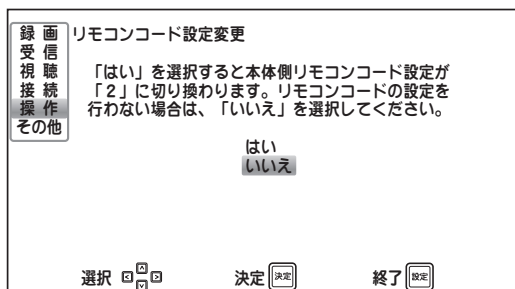 録画
受信
視聴
接続
操作
その他
リモコンコード設定変更
「はい」を選択すると本体側リモコンコード設定が
「2」に切り換わります。リモコンコードの設定を
行わない場合は、「いいえ」を選択してください。
はい
いいえ
選択 決定 決定 終了 設定